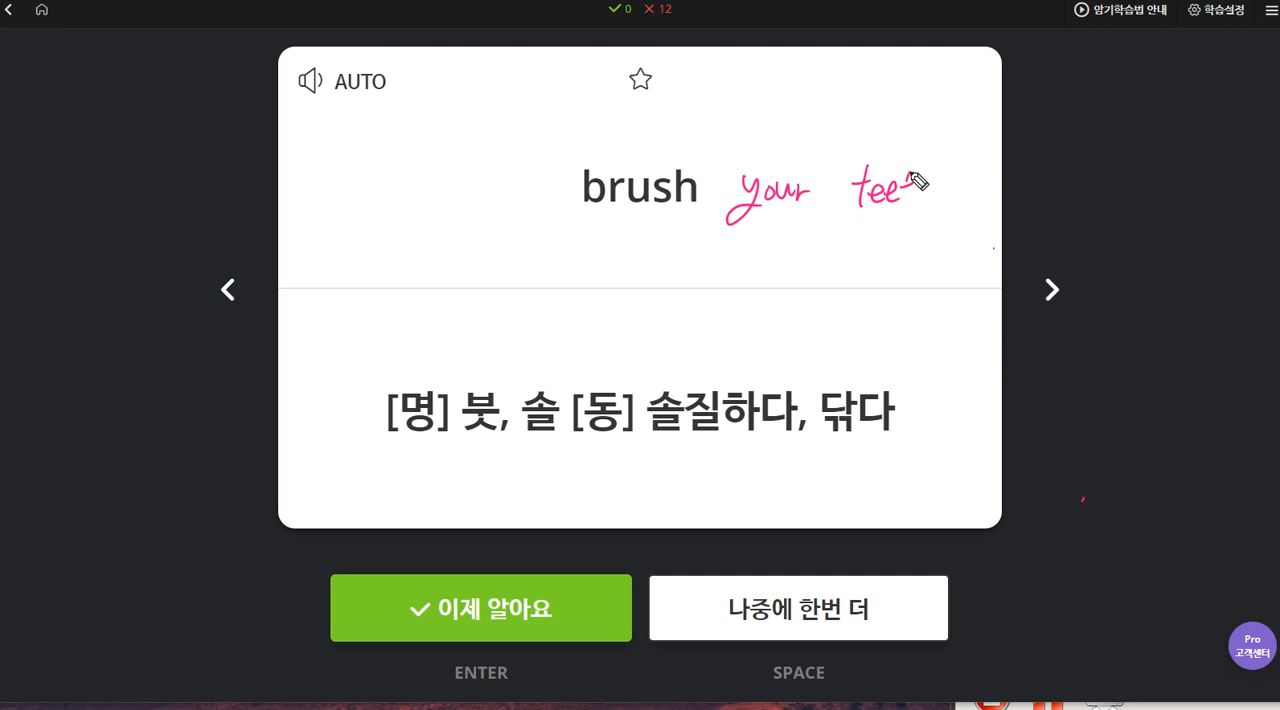 0 12 암기학습법 안내 학습설정
AUTO
brush your tee
[명] 붓, 솔 [동] 솔질하다, 닦다
이제 알아요 나중에 한번 더
ENTER SPACE
Pro
고객센터